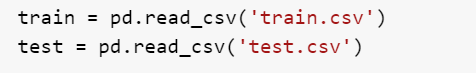 train = pd.read_csv('train.csv')
test = pd.read_csv('test.csv')